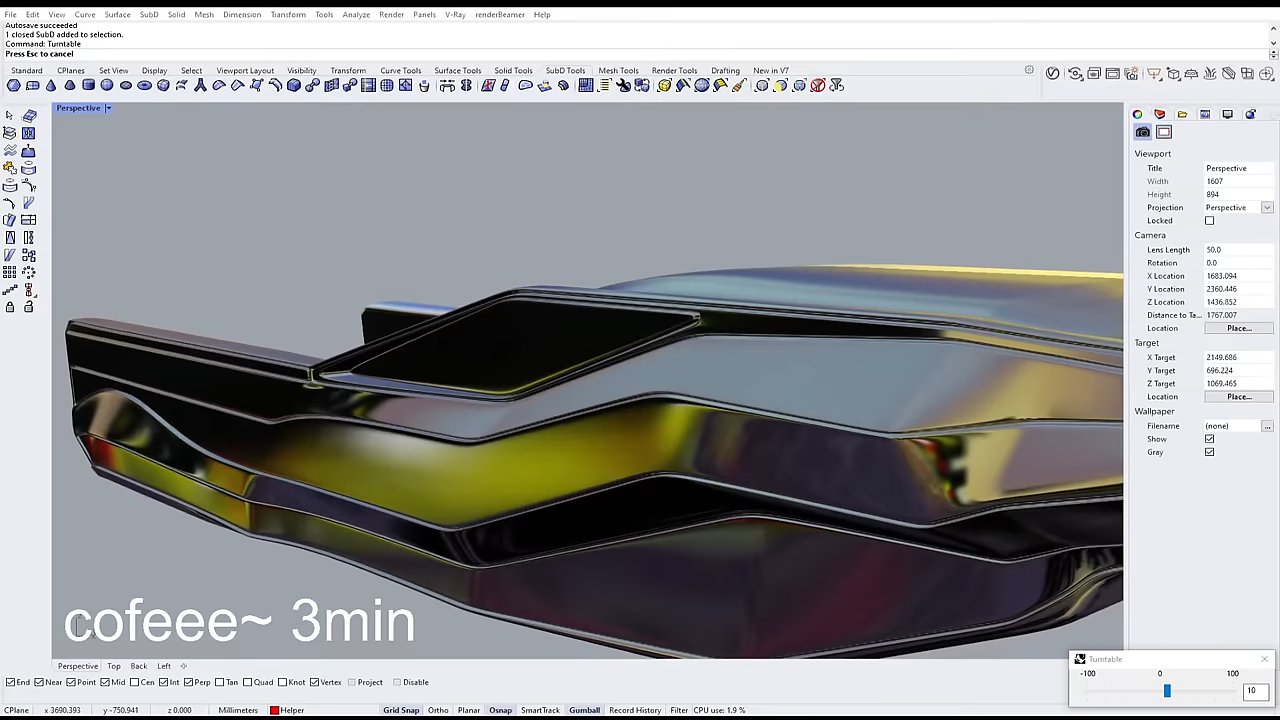 File Edit View Curve Surface SubD Solid Mesh Dimension Transform Tools Analyze Render Panels V-Ray renderBeamer Help
Autosave succeeded
1 closed SubD added to selection.
Command: Turntable
Press Esc to cancel
Standard CPlanes Set View Display Select Viewport Layout Visibility Transform Curve Tools Surface Tools Solid Tools SubD Tools Mesh Tools Render Tools Drafting New in V7
Perspective
Viewport
Title Perspective
Width 1607
Height 894
Projection Perspective
Locked
Camera
Lens Length 50.0
Rotation 0.0
X Location 1683.094
Y Location 2360.446
Z Location 1436.852
Distance to Ta... 1767.007
Location Place...
Target
X Target 2149.686
Y Target 696.224
Z Target 1069.465
Location Place...
Wallpaper
Filename (none) ...
Show
Gray
cofeee~ 3min
Perspective Top Back Left
Turntable
-100 0 100
10
End Near Point Mid Cen Int Perp Tan Quad Knot Vertex Project Disable
CPlane x 3690.393 y -750.941 z 0.000 Millimeters Helper Grid Snap Ortho Planar Osnap SmartTrack Gumball Record History Filter CPU use: 1.9 %